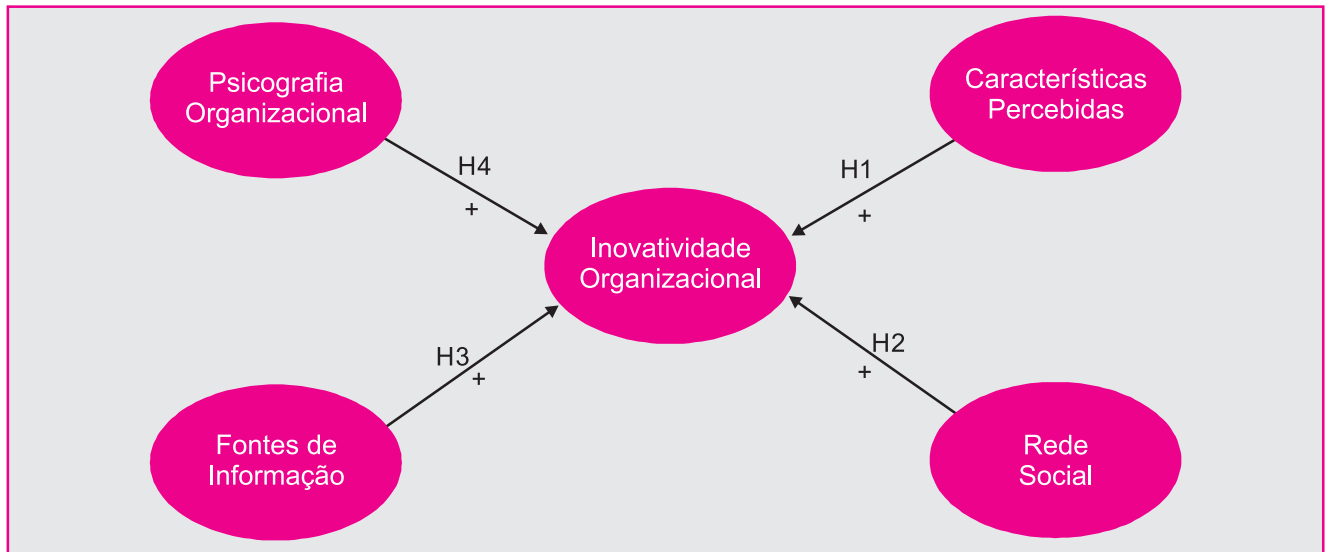 Psicografia
Organizacional
Características
Percebidas
H4
+
H1
+
Inovatividade
Organizacional
H3
+
H2
+
Fontes de
Informação
Rede
Social